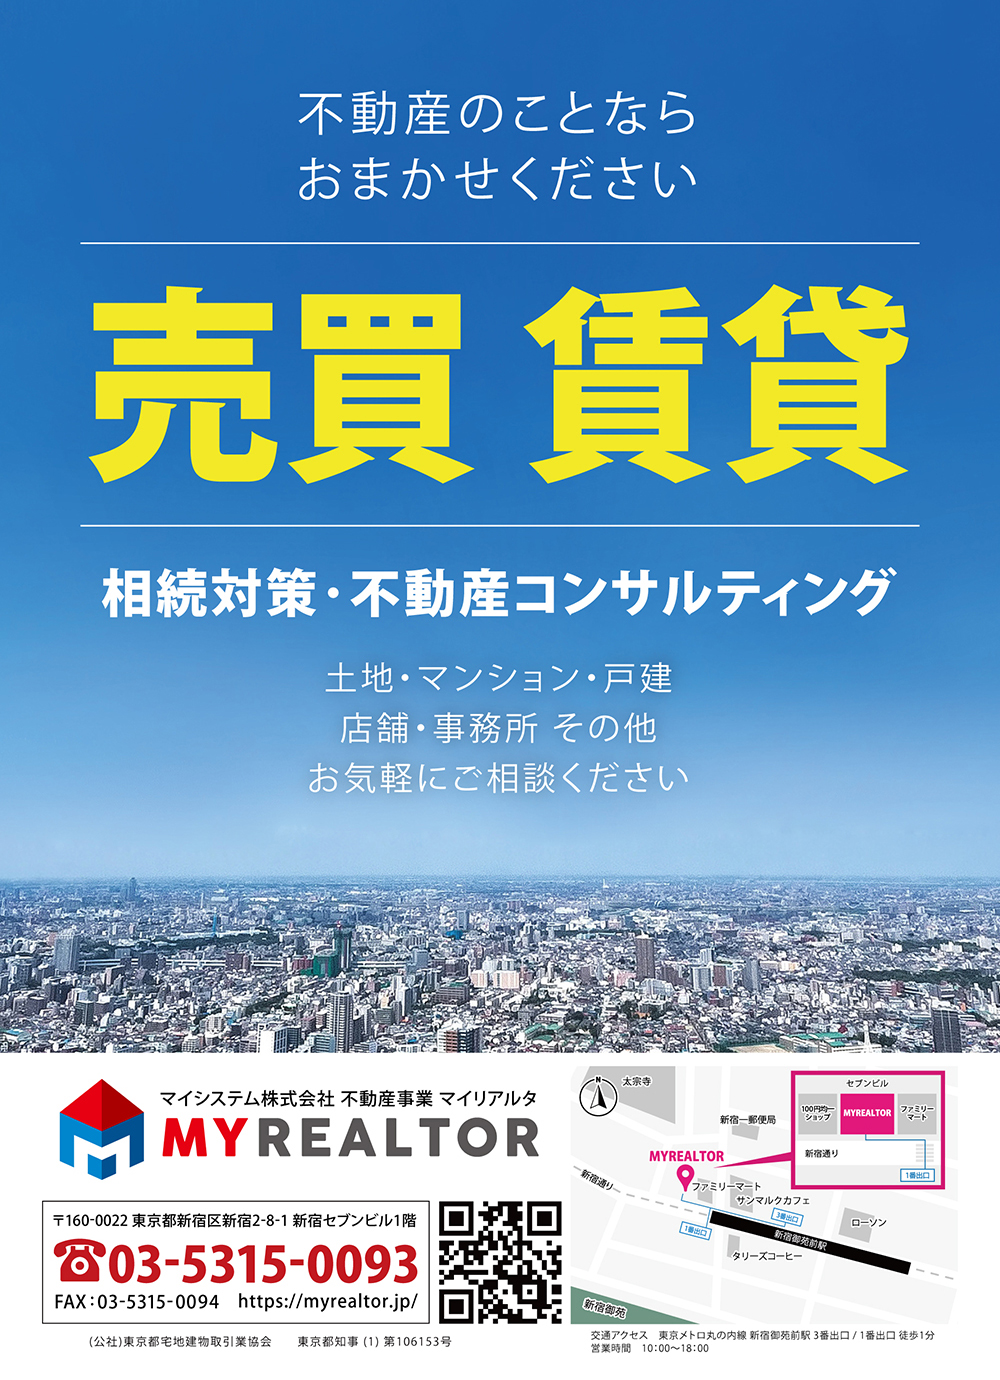 不動産のことなら
おまかせください
売買 賃貸
相続対策・不動産コンサルティング
土地・マンション・戸建
店舗・事務所 その他
お気軽にご相談ください
マイシステム株式会社 不動産事業 マイリアルタ
MYREALTOR
〒160-0022 東京都新宿区新宿2-8-1 新宿セブンビル1階
03-5315-0093
FAX：03-5315-0094 https://myrealtor.jp/
(公社)東京都宅地建物取引業協会 東京都知事 (1) 第106153号
N
太宗寺
新宿一郵便局
セブンビル
100円均一
ショップ
MYREALTOR
ファミリー
マート
新宿通り
1番出口
MYREALTOR
新宿通り
ファミリーマート
サンマルクカフェ
3番出口
1番出口
ローソン
新宿御苑前駅
タリーズコーヒー
新宿御苑
交通アクセス 東京メトロ丸の内線 新宿御苑前駅 3番出口 / 1番出口 徒歩1分
営業時間 10:00〜18:00